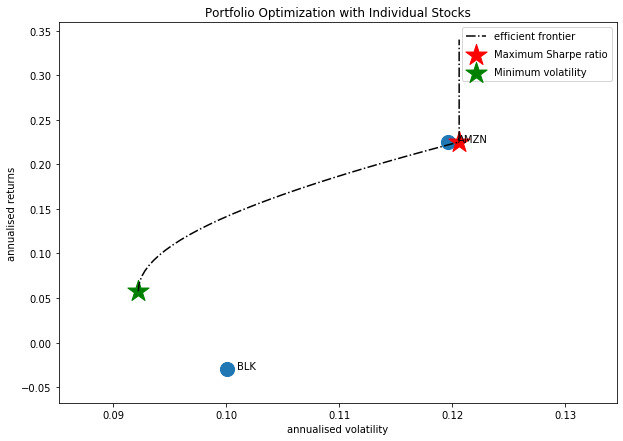 Portfolio Optimization with Individual Stocks
efficient frontier
Maximum Sharpe ratio
Minimum volatility
0.35
0.30
0.25
0.20
0.15
0.10
0.05
0.00
−0.05
annualised returns
AMZN
BLK
0.09
0.10
0.11
0.12
0.13
annualised volatility